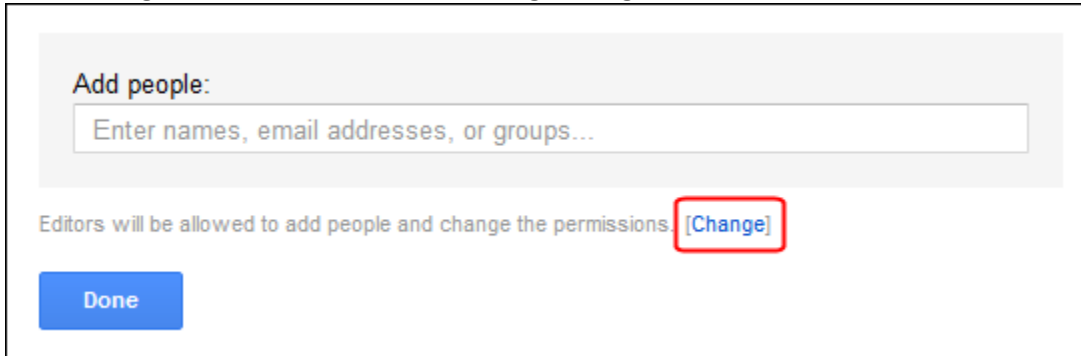 Add people:
Enter names, email addresses, or groups...
Editors will be allowed to add people and change the permissions. [Change]
Done